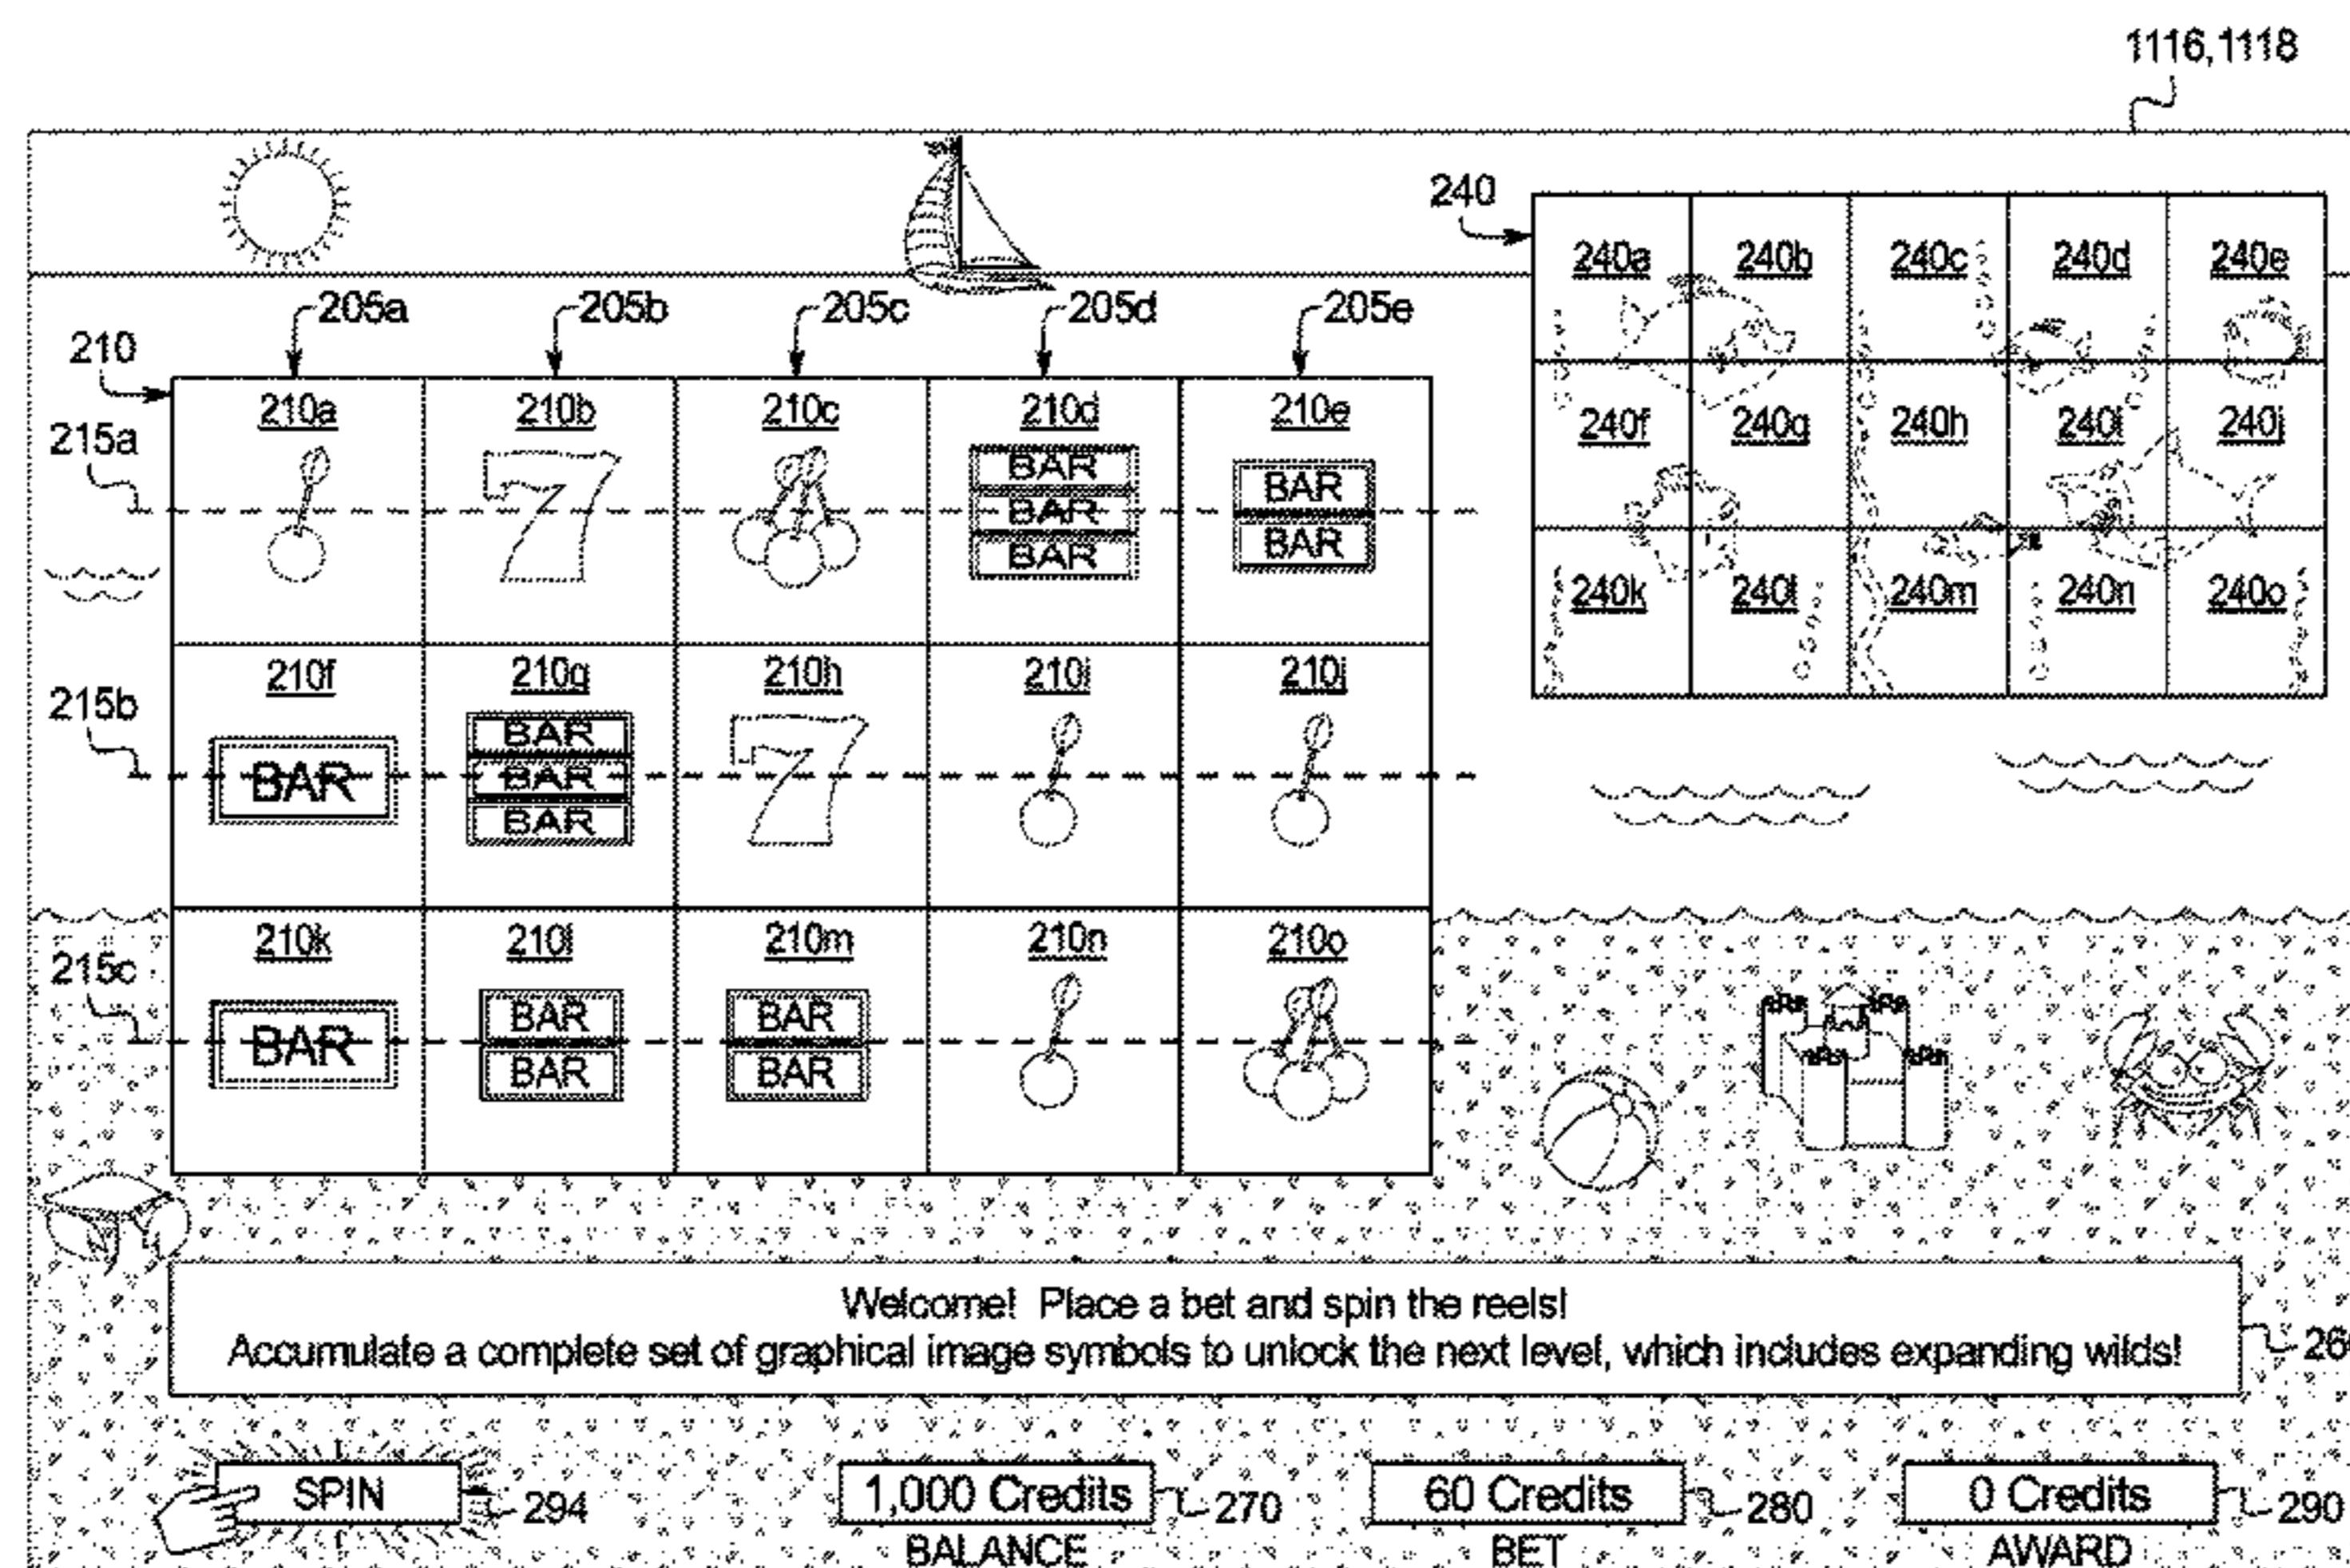 1116,1118
240
240a 240b 240c 240d 240e
205a 205b 205c 205d 205e
210
210a 210b 210c 210d 210e
215a
BAR
BAR
BAR
BAR
BAR
7
240f 240g 240h 240i 240j
240k 240l 240m 240n 240o
210f 210g 210h 210i 210j
215b
BAR
BAR
BAR
BAR
7
210k 210l 210m 210n 210o
215c
BAR
BAR
BAR
BAR
BAR
Welcome! Place a bet and spin the reels!
Accumulate a complete set of graphical image symbols to unlock the next level, which includes expanding wilds!
SPIN
294
1,000 Credits
270
BALANCE
60 Credits
280
BET
0 Credits
290
AWARD